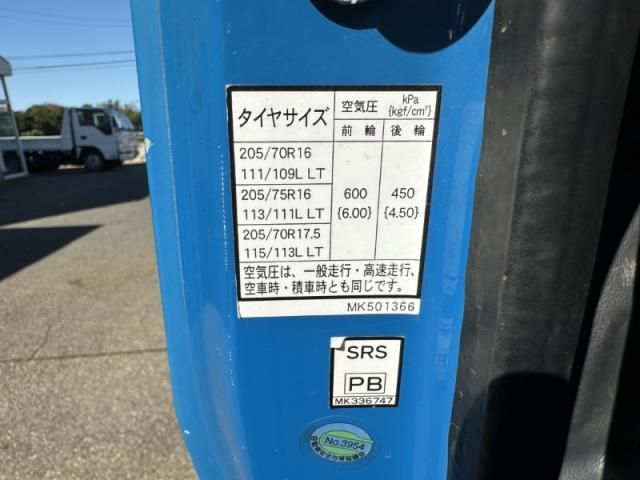 タイヤサイズ 空気圧 kPa {kgf/cm²}
前輪 後輪
205/70R16
111/109L LT
205/75R16 600 450
113/111L LT {6.00} {4.50}
205/70R17.5
115/113L LT
空気圧は、一般走行・高速走行、
空車時・積車時とも同じです。
MK501366
SRS
PB
MK336747
No.3954